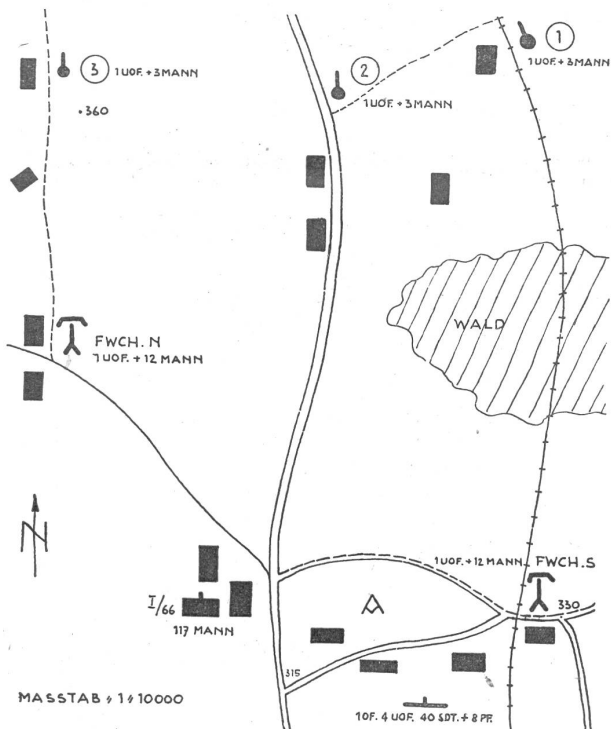 1
1 UOF. + 3 MANN
2
1 UOF. + 3 MANN
3
1 UOF. + 3 MANN
•360
WALD
FWCH. N
1 UOF. + 12 MANN
N
1 UOF. + 12 MANN
FWCH. S
330
I/66
117 MANN
315
MASSTAB 1 10000
1 OF. 4 UOF. 40 SDT. + 8 PF.